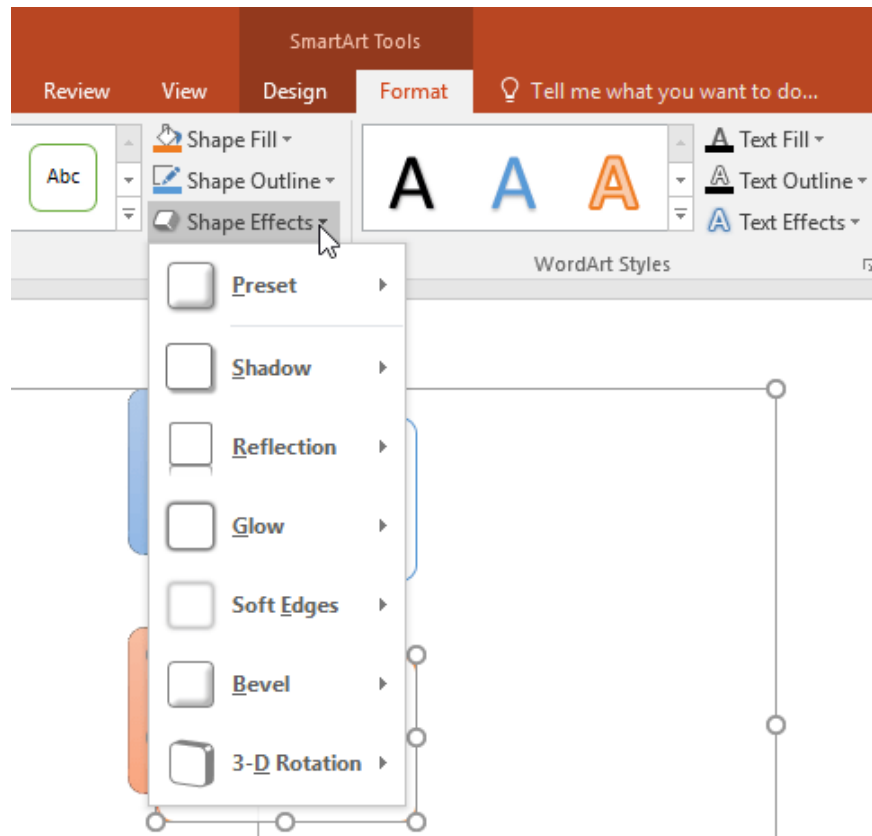 SmartArt Tools
Review View Design Format Tell me what you want to do...
Abc Shape Fill A A A A Text Fill
Shape Outline A Text Outline
Shape Effects A Text Effects
WordArt Styles
Preset
Shadow
Reflection
Glow
Soft Edges
Bevel
3-D Rotation